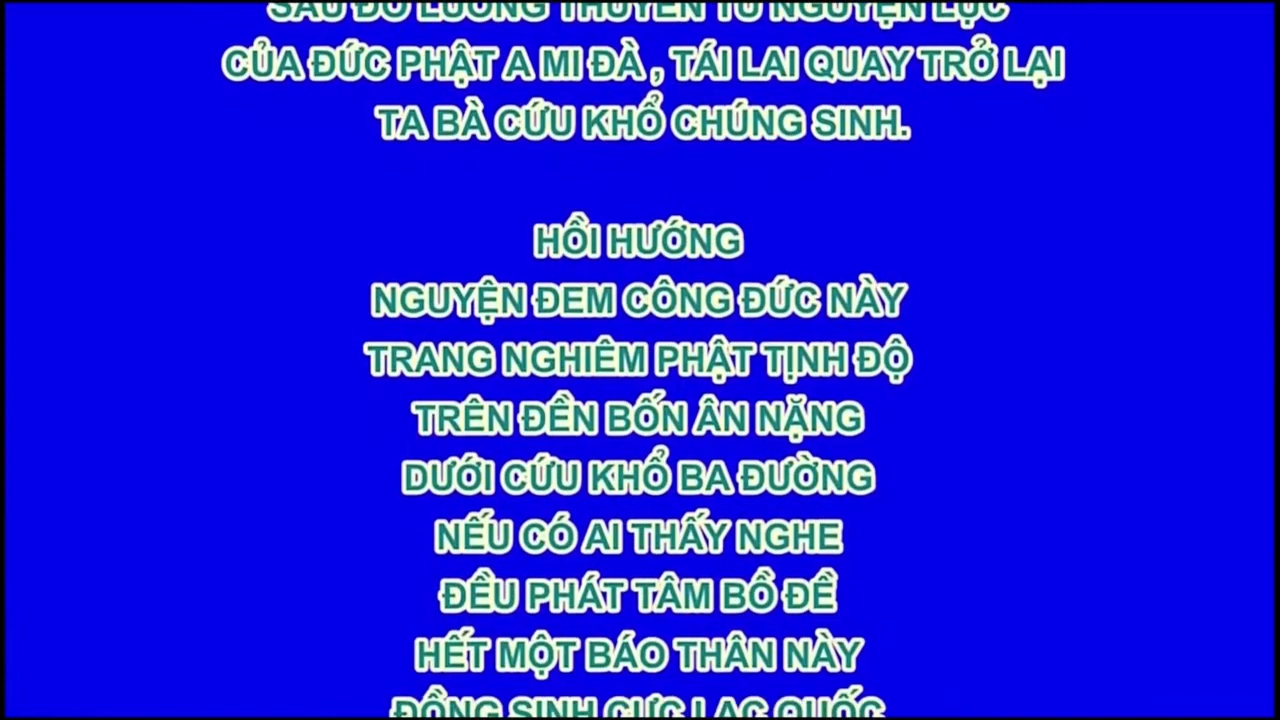 SAU ĐÓ LƯƠNG THUYỀN TỪ NGUYỆN LỰC
CỦA ĐỨC PHẬT A MI ĐÀ , TÁI LAI QUAY TRỞ LẠI
TA BÀ CỨU KHỔ CHÚNG SINH.
HỒI HƯỚNG
NGUYỆN ĐEM CÔNG ĐỨC NÀY
TRANG NGHIÊM PHẬT TỊNH ĐỘ
TRÊN ĐỀN BỐN ÂN NẶNG
DƯỚI CỨU KHỔ BA ĐƯỜNG
NẾU CÓ AI THẤY NGHE
ĐỀU PHÁT TÂM BỒ ĐỀ
HẾT MỘT BÁO THÂN NÀY
ĐỒNG SINH CỰC LẠC QUỐC